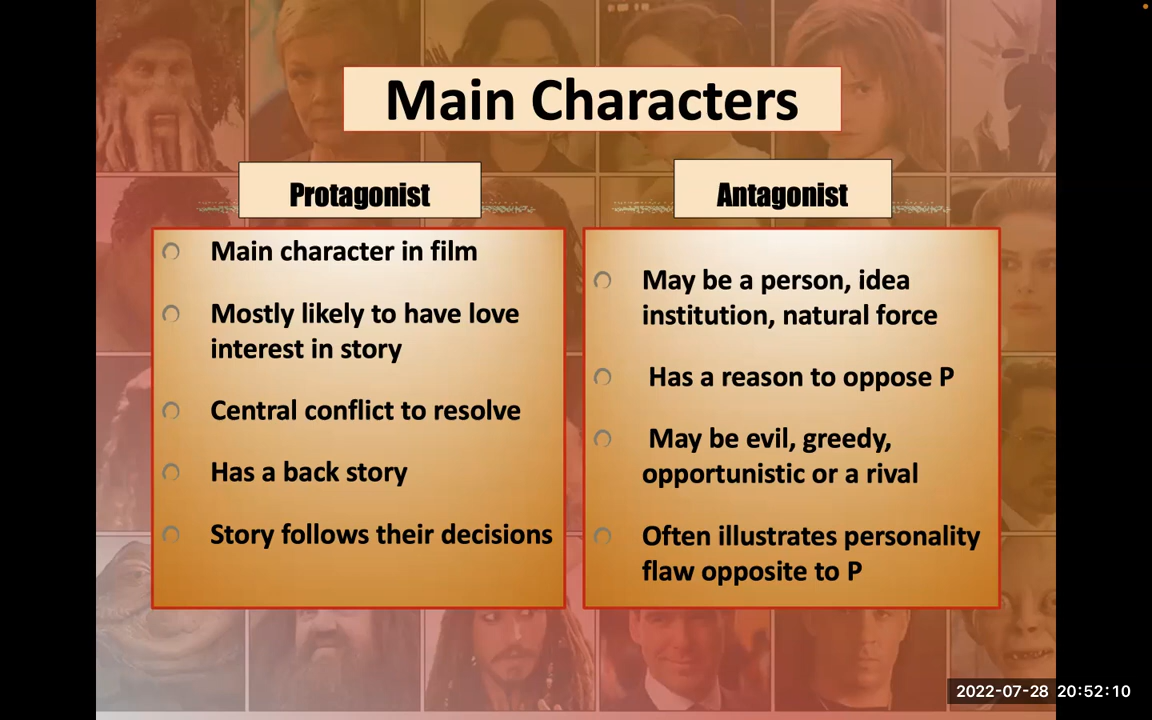 Main Characters
Protagonist
Main character in film
Mostly likely to have love
interest in story
Central conflict to resolve
Has a back story
Story follows their decisions
Antagonist
May be a person, idea
institution, natural force
Has a reason to oppose P
May be evil, greedy,
opportunistic or a rival
Often illustrates personality
flaw opposite to P
2022-07-28 20:52:10